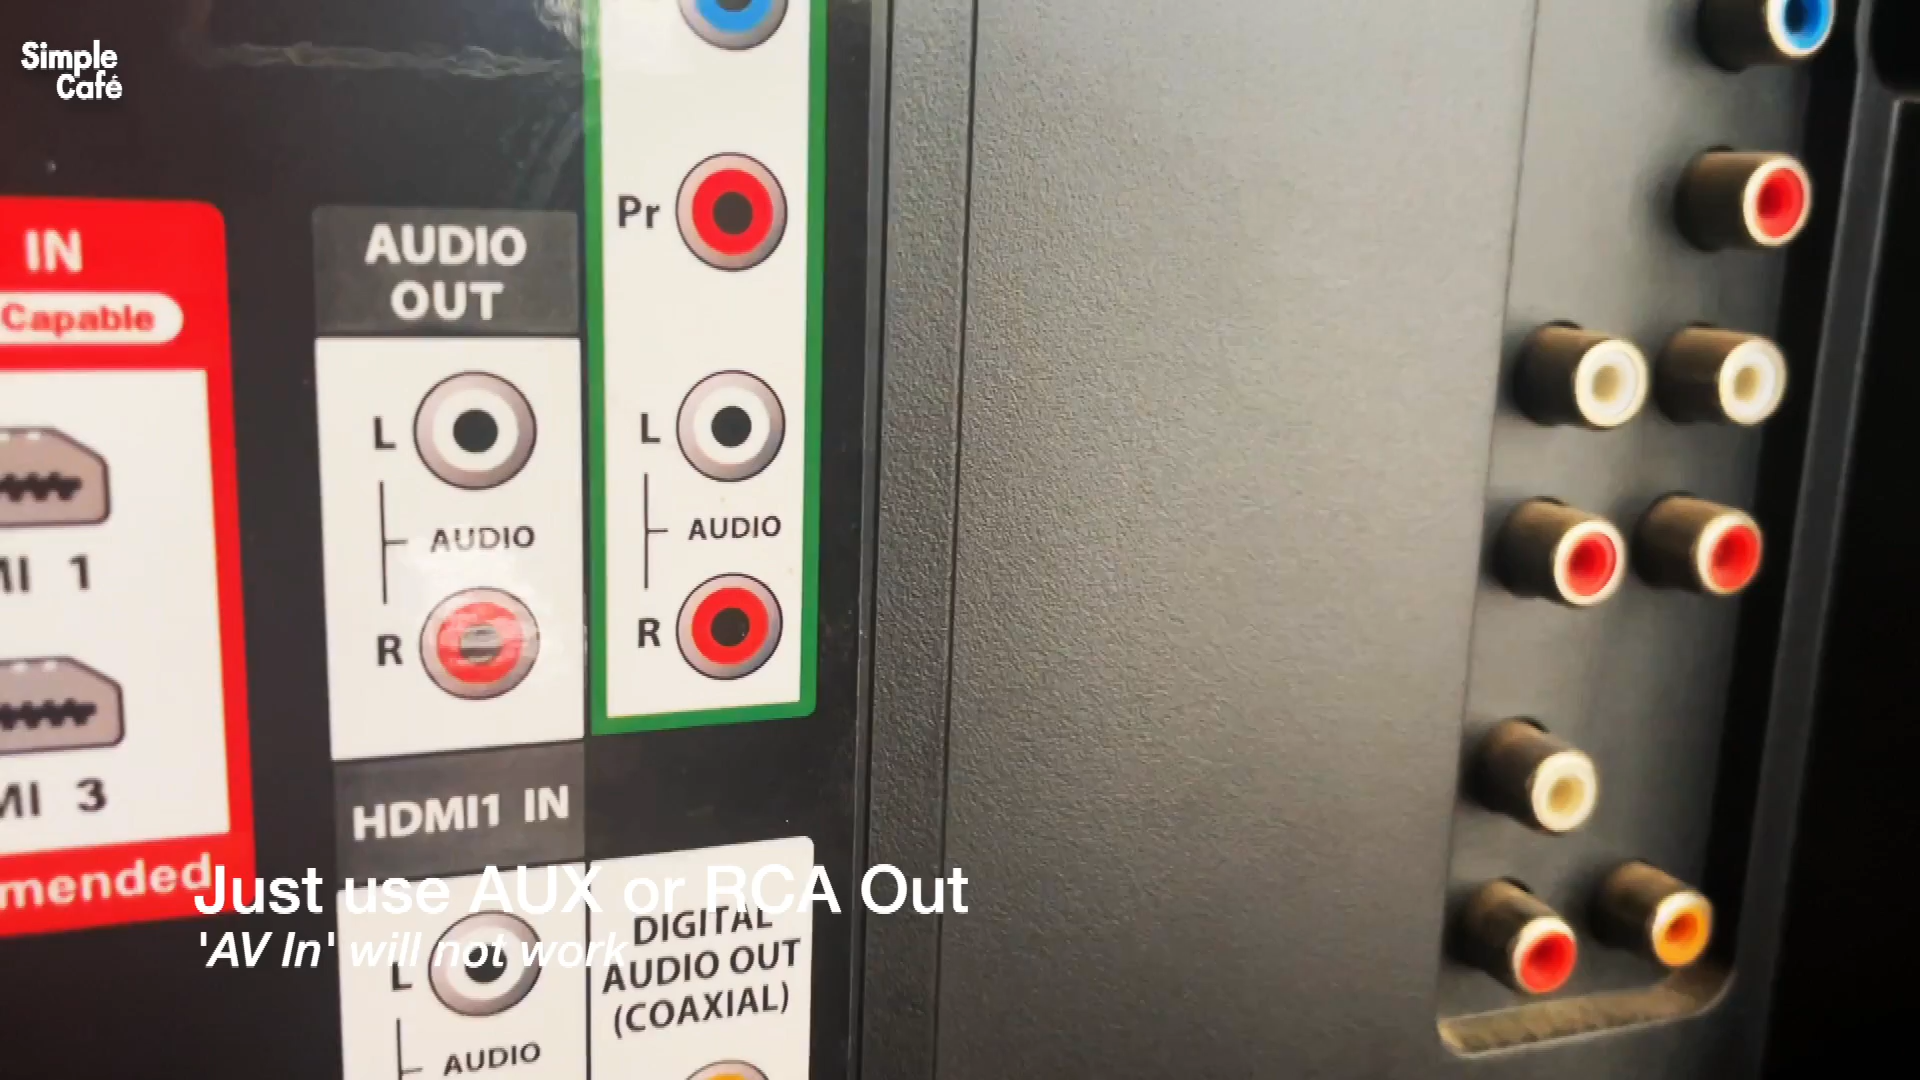 Simple
Café
IN
Capable
MI 1
MI 3
mended
AUDIO
OUT
L
AUDIO
R
HDMI1 IN
L
AUDIO
Pr
L
AUDIO
R
DIGITAL
AUDIO OUT
(COAXIAL)
Just use AUX or RCA Out
'AV In' will not work